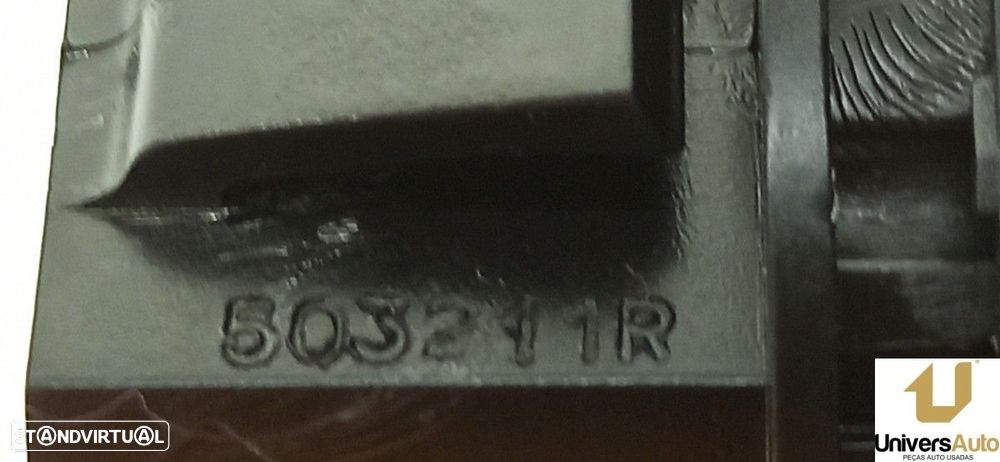 503211R
STANDVIRTUAL
UNIVERSAUTO
PEÇAS AUTO USADAS